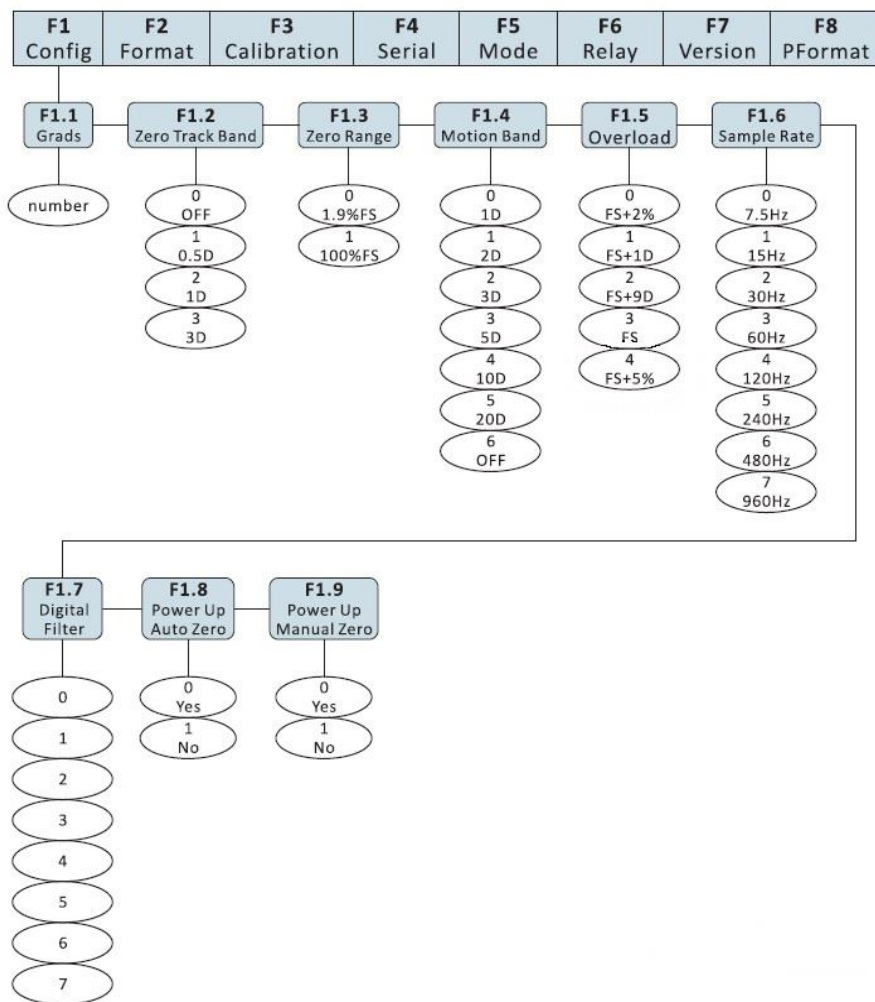 F1 F2 F3 F4 F5 F6 F7 F8
Config Format Calibration Serial Mode Relay Version PFormat
F1.1 F1.2 F1.3 F1.4 F1.5 F1.6
Grads Zero Track Band Zero Range Motion Band Overload Sample Rate
number
0 0 0 0 0
OFF 1.9%FS 1D FS+2% 7.5Hz
1 1 1 1 1
0.5D 100%FS 2D FS+1D 15Hz
2 2 2 2
1D 3D FS+9D 30Hz
3 3 3 3
3D 5D FS 60Hz
4 4 4
10D FS+5% 120Hz
5 5
20D 240Hz
6 6
OFF 480Hz
7
960Hz
F1.7 F1.8 F1.9
Digital Power Up Power Up
Filter Auto Zero Manual Zero
0 0 0
Yes Yes
1 1 1
No No
2
3
4
5
6
7